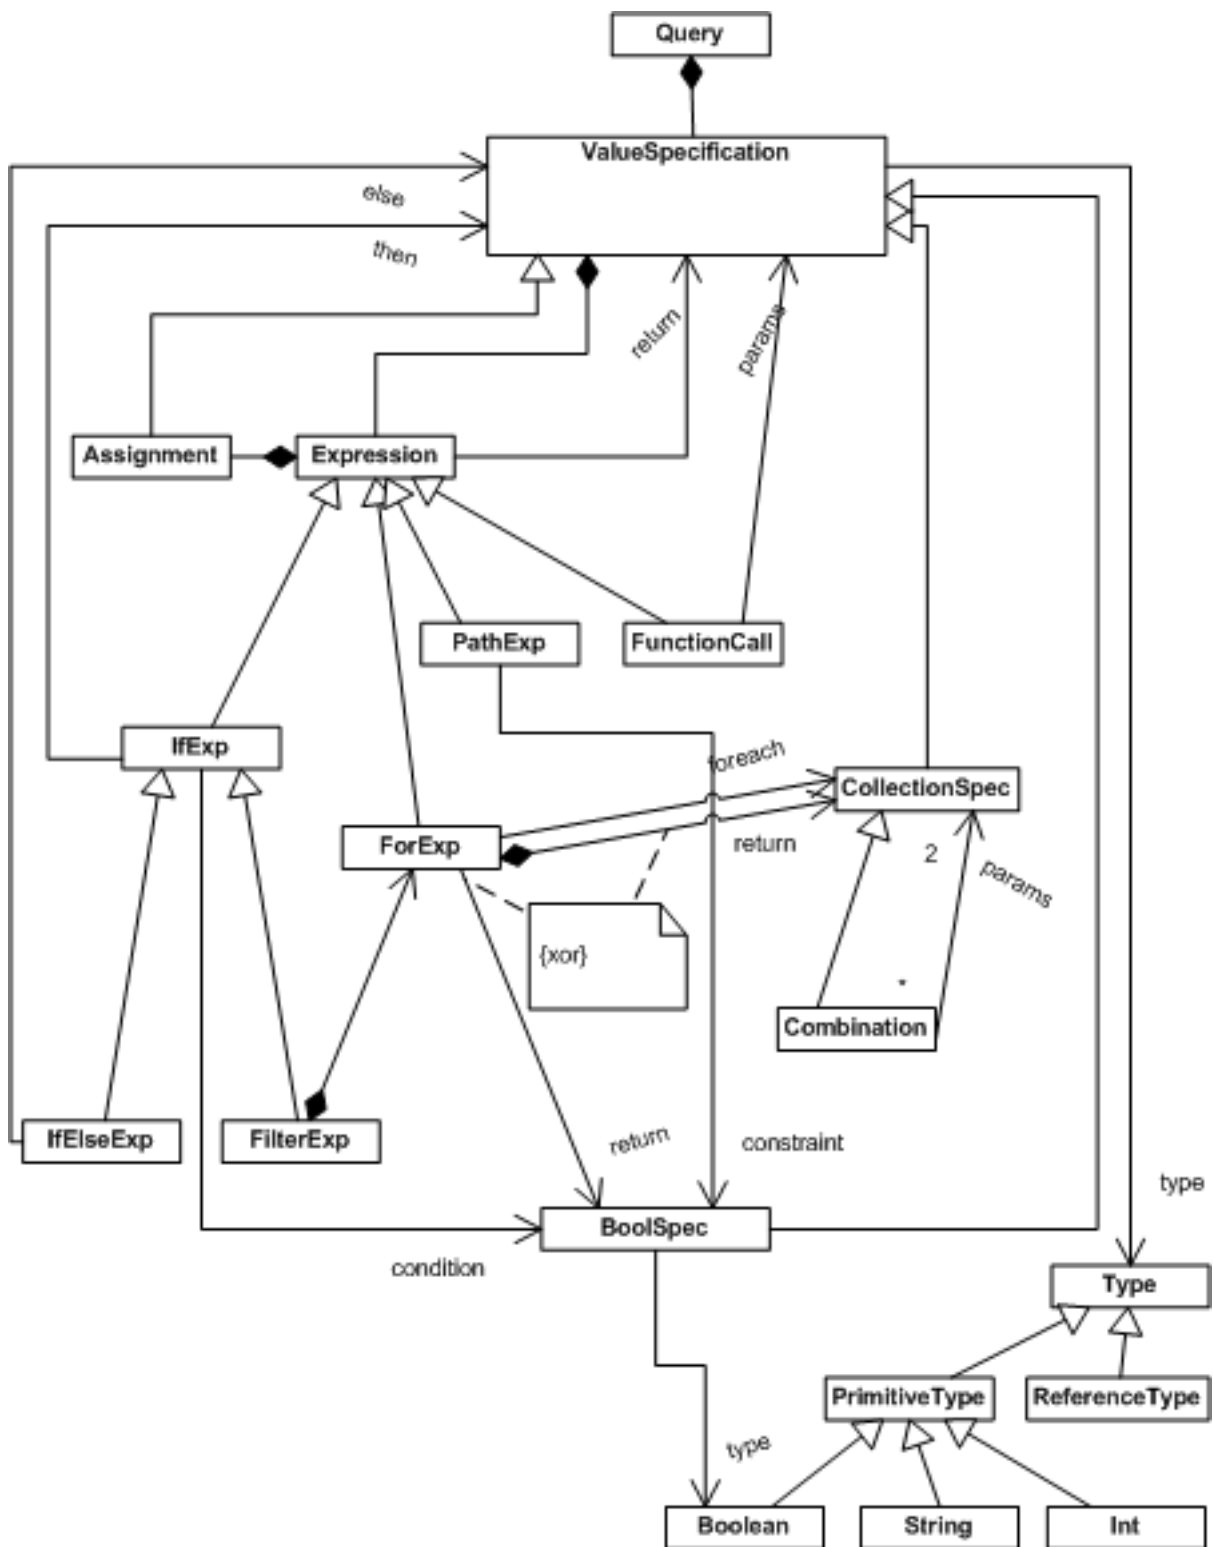 Query
ValueSpecification
else
then
return
params
Assignment
Expression
PathExp
FunctionCall
IfExp
foreach
CollectionSpec
ForExp
return
2
params
{xor}
*
Combination
IfElseExp
FilterExp
return
constraint
type
BoolSpec
condition
Type
PrimitiveType
ReferenceType
type
Boolean
String
Int